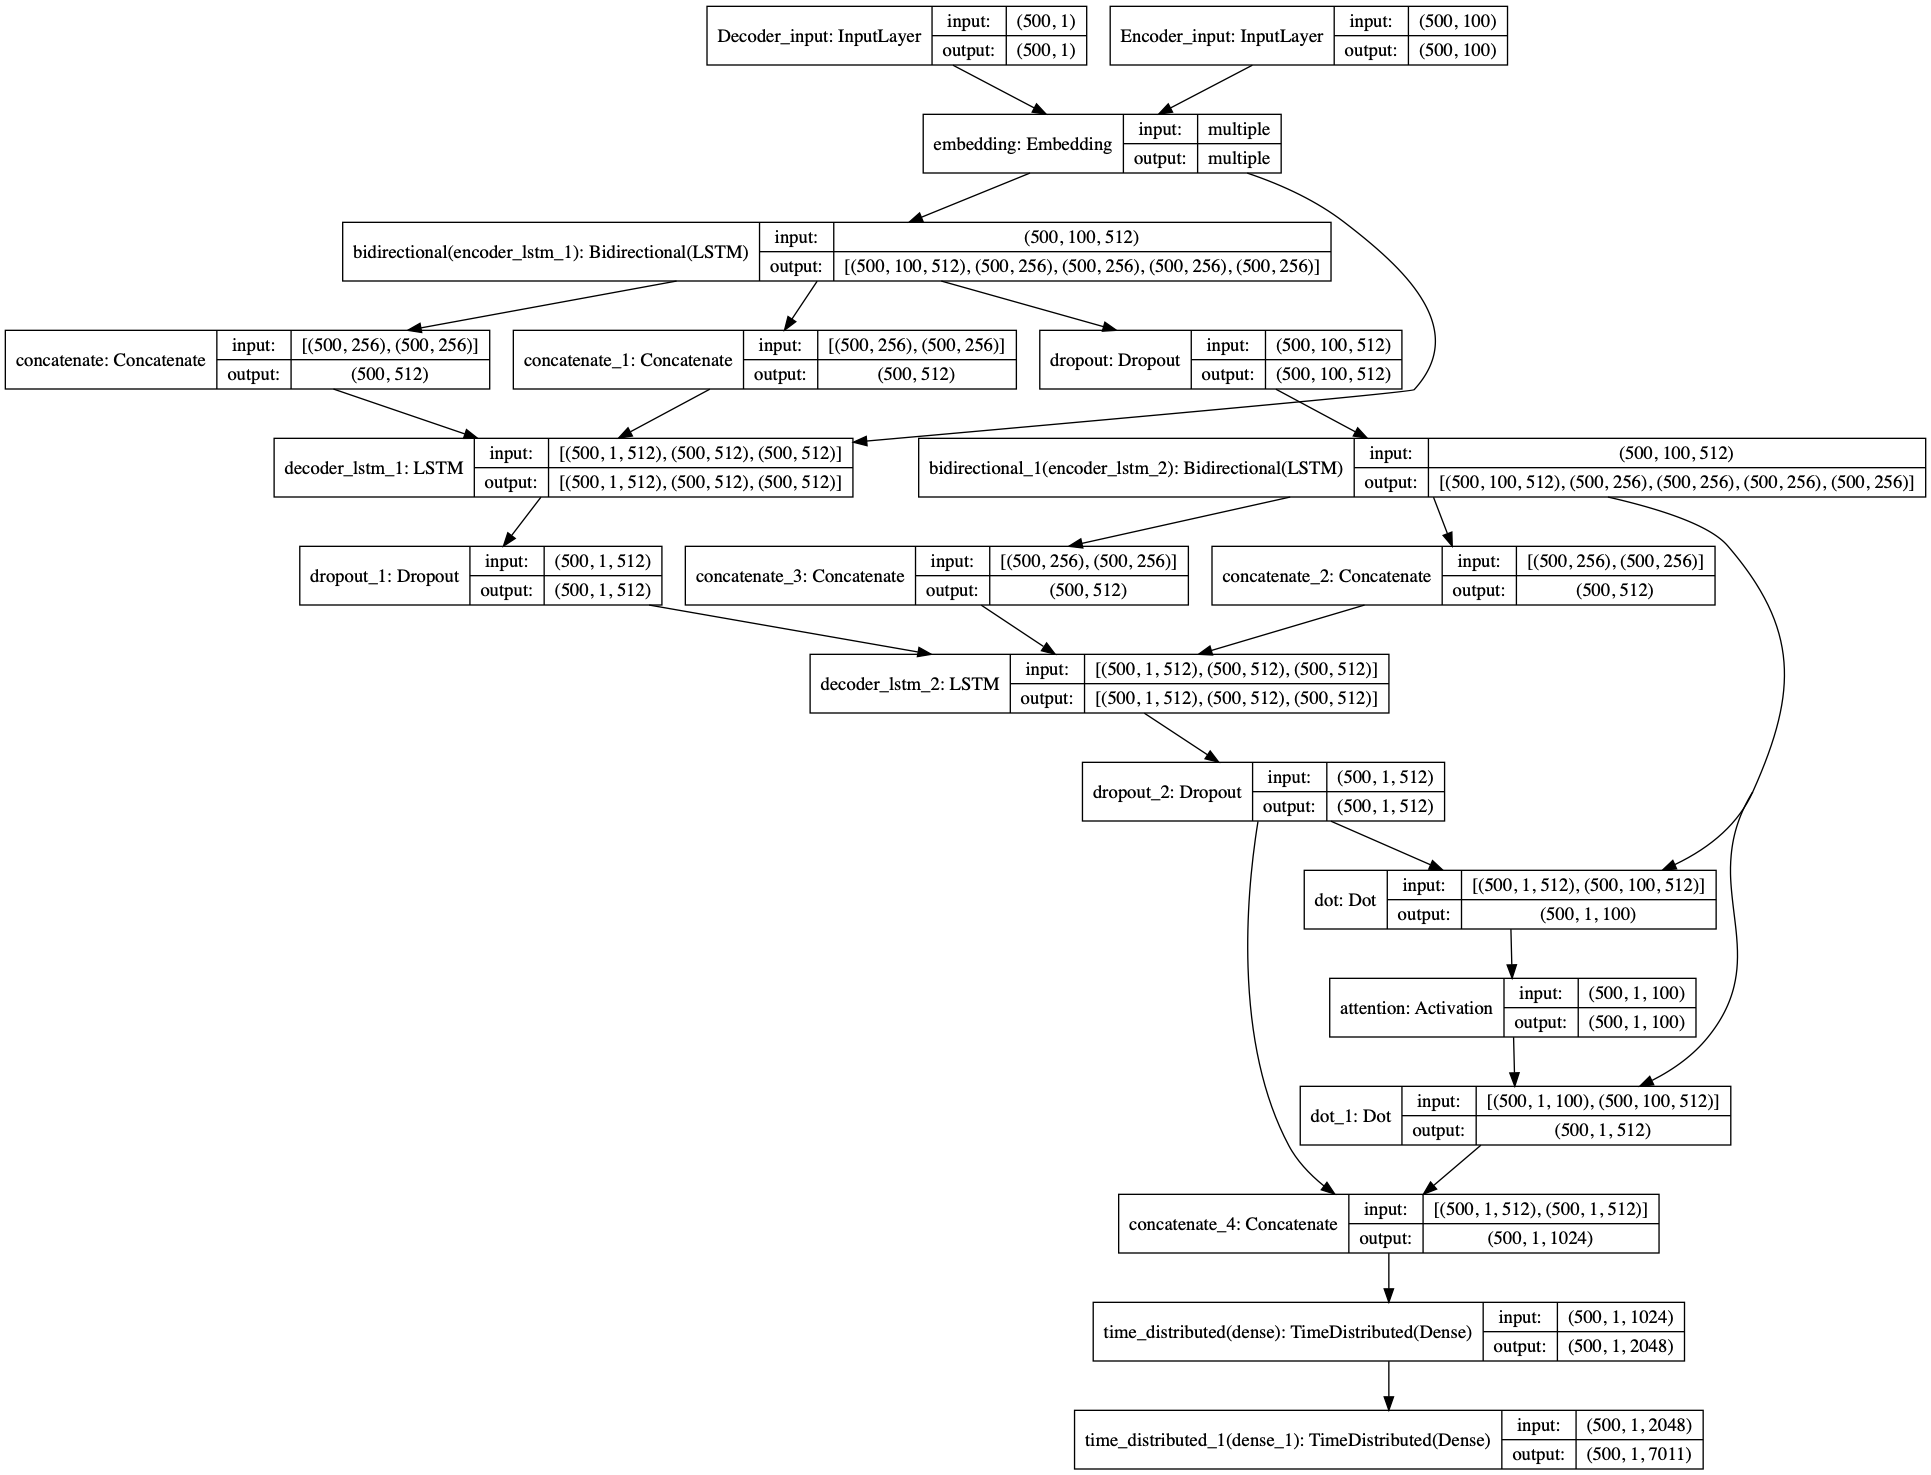 Decoder_input: InputLayer
input: (500, 1)
output: (500, 1)
Encoder_input: InputLayer
input: (500, 100)
output: (500, 100)
embedding: Embedding
input: multiple
output: multiple
bidirectional(encoder_lstm_1): Bidirectional(LSTM)
input: (500, 100, 512)
output: [(500, 100, 512), (500, 256), (500, 256), (500, 256), (500, 256)]
concatenate: Concatenate
input: [(500, 256), (500, 256)]
output: (500, 512)
concatenate_1: Concatenate
input: [(500, 256), (500, 256)]
output: (500, 512)
dropout: Dropout
input: (500, 100, 512)
output: (500, 100, 512)
decoder_lstm_1: LSTM
input: [(500, 1, 512), (500, 512), (500, 512)]
output: [(500, 1, 512), (500, 512), (500, 512)]
bidirectional_1(encoder_lstm_2): Bidirectional(LSTM)
input: (500, 100, 512)
output: [(500, 100, 512), (500, 256), (500, 256), (500, 256), (500, 256)]
dropout_1: Dropout
input: (500, 1, 512)
output: (500, 1, 512)
concatenate_3: Concatenate
input: [(500, 256), (500, 256)]
output: (500, 512)
concatenate_2: Concatenate
input: [(500, 256), (500, 256)]
output: (500, 512)
decoder_lstm_2: LSTM
input: [(500, 1, 512), (500, 512), (500, 512)]
output: [(500, 1, 512), (500, 512), (500, 512)]
dropout_2: Dropout
input: (500, 1, 512)
output: (500, 1, 512)
dot: Dot
input: [(500, 1, 512), (500, 100, 512)]
output: (500, 1, 100)
attention: Activation
input: (500, 1, 100)
output: (500, 1, 100)
dot_1: Dot
input: [(500, 1, 100), (500, 100, 512)]
output: (500, 1, 512)
concatenate_4: Concatenate
input: [(500, 1, 512), (500, 1, 512)]
output: (500, 1, 1024)
time_distributed(dense): TimeDistributed(Dense)
input: (500, 1, 1024)
output: (500, 1, 2048)
time_distributed_1(dense_1): TimeDistributed(Dense)
input: (500, 1, 2048)
output: (500, 1, 7011)